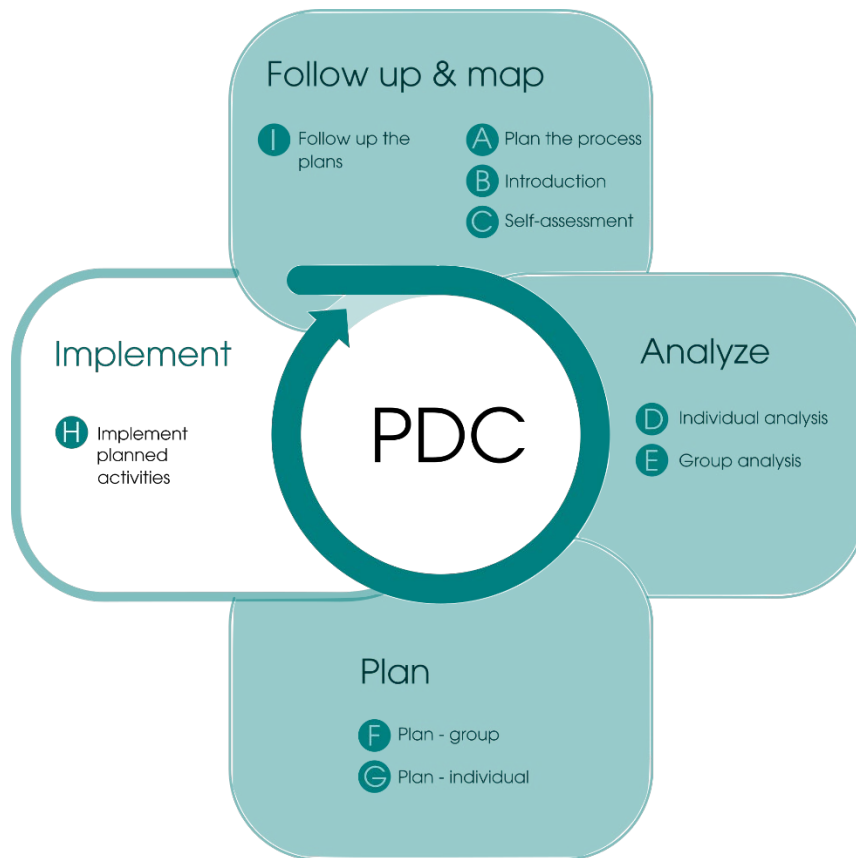 Follow up & map
I Follow up the
plans
A Plan the process
B Introduction
C Self-assessment
Implement
H Implement
planned
activities
PDC
Analyze
D Individual analysis
E Group analysis
Plan
F Plan - group
G Plan - individual